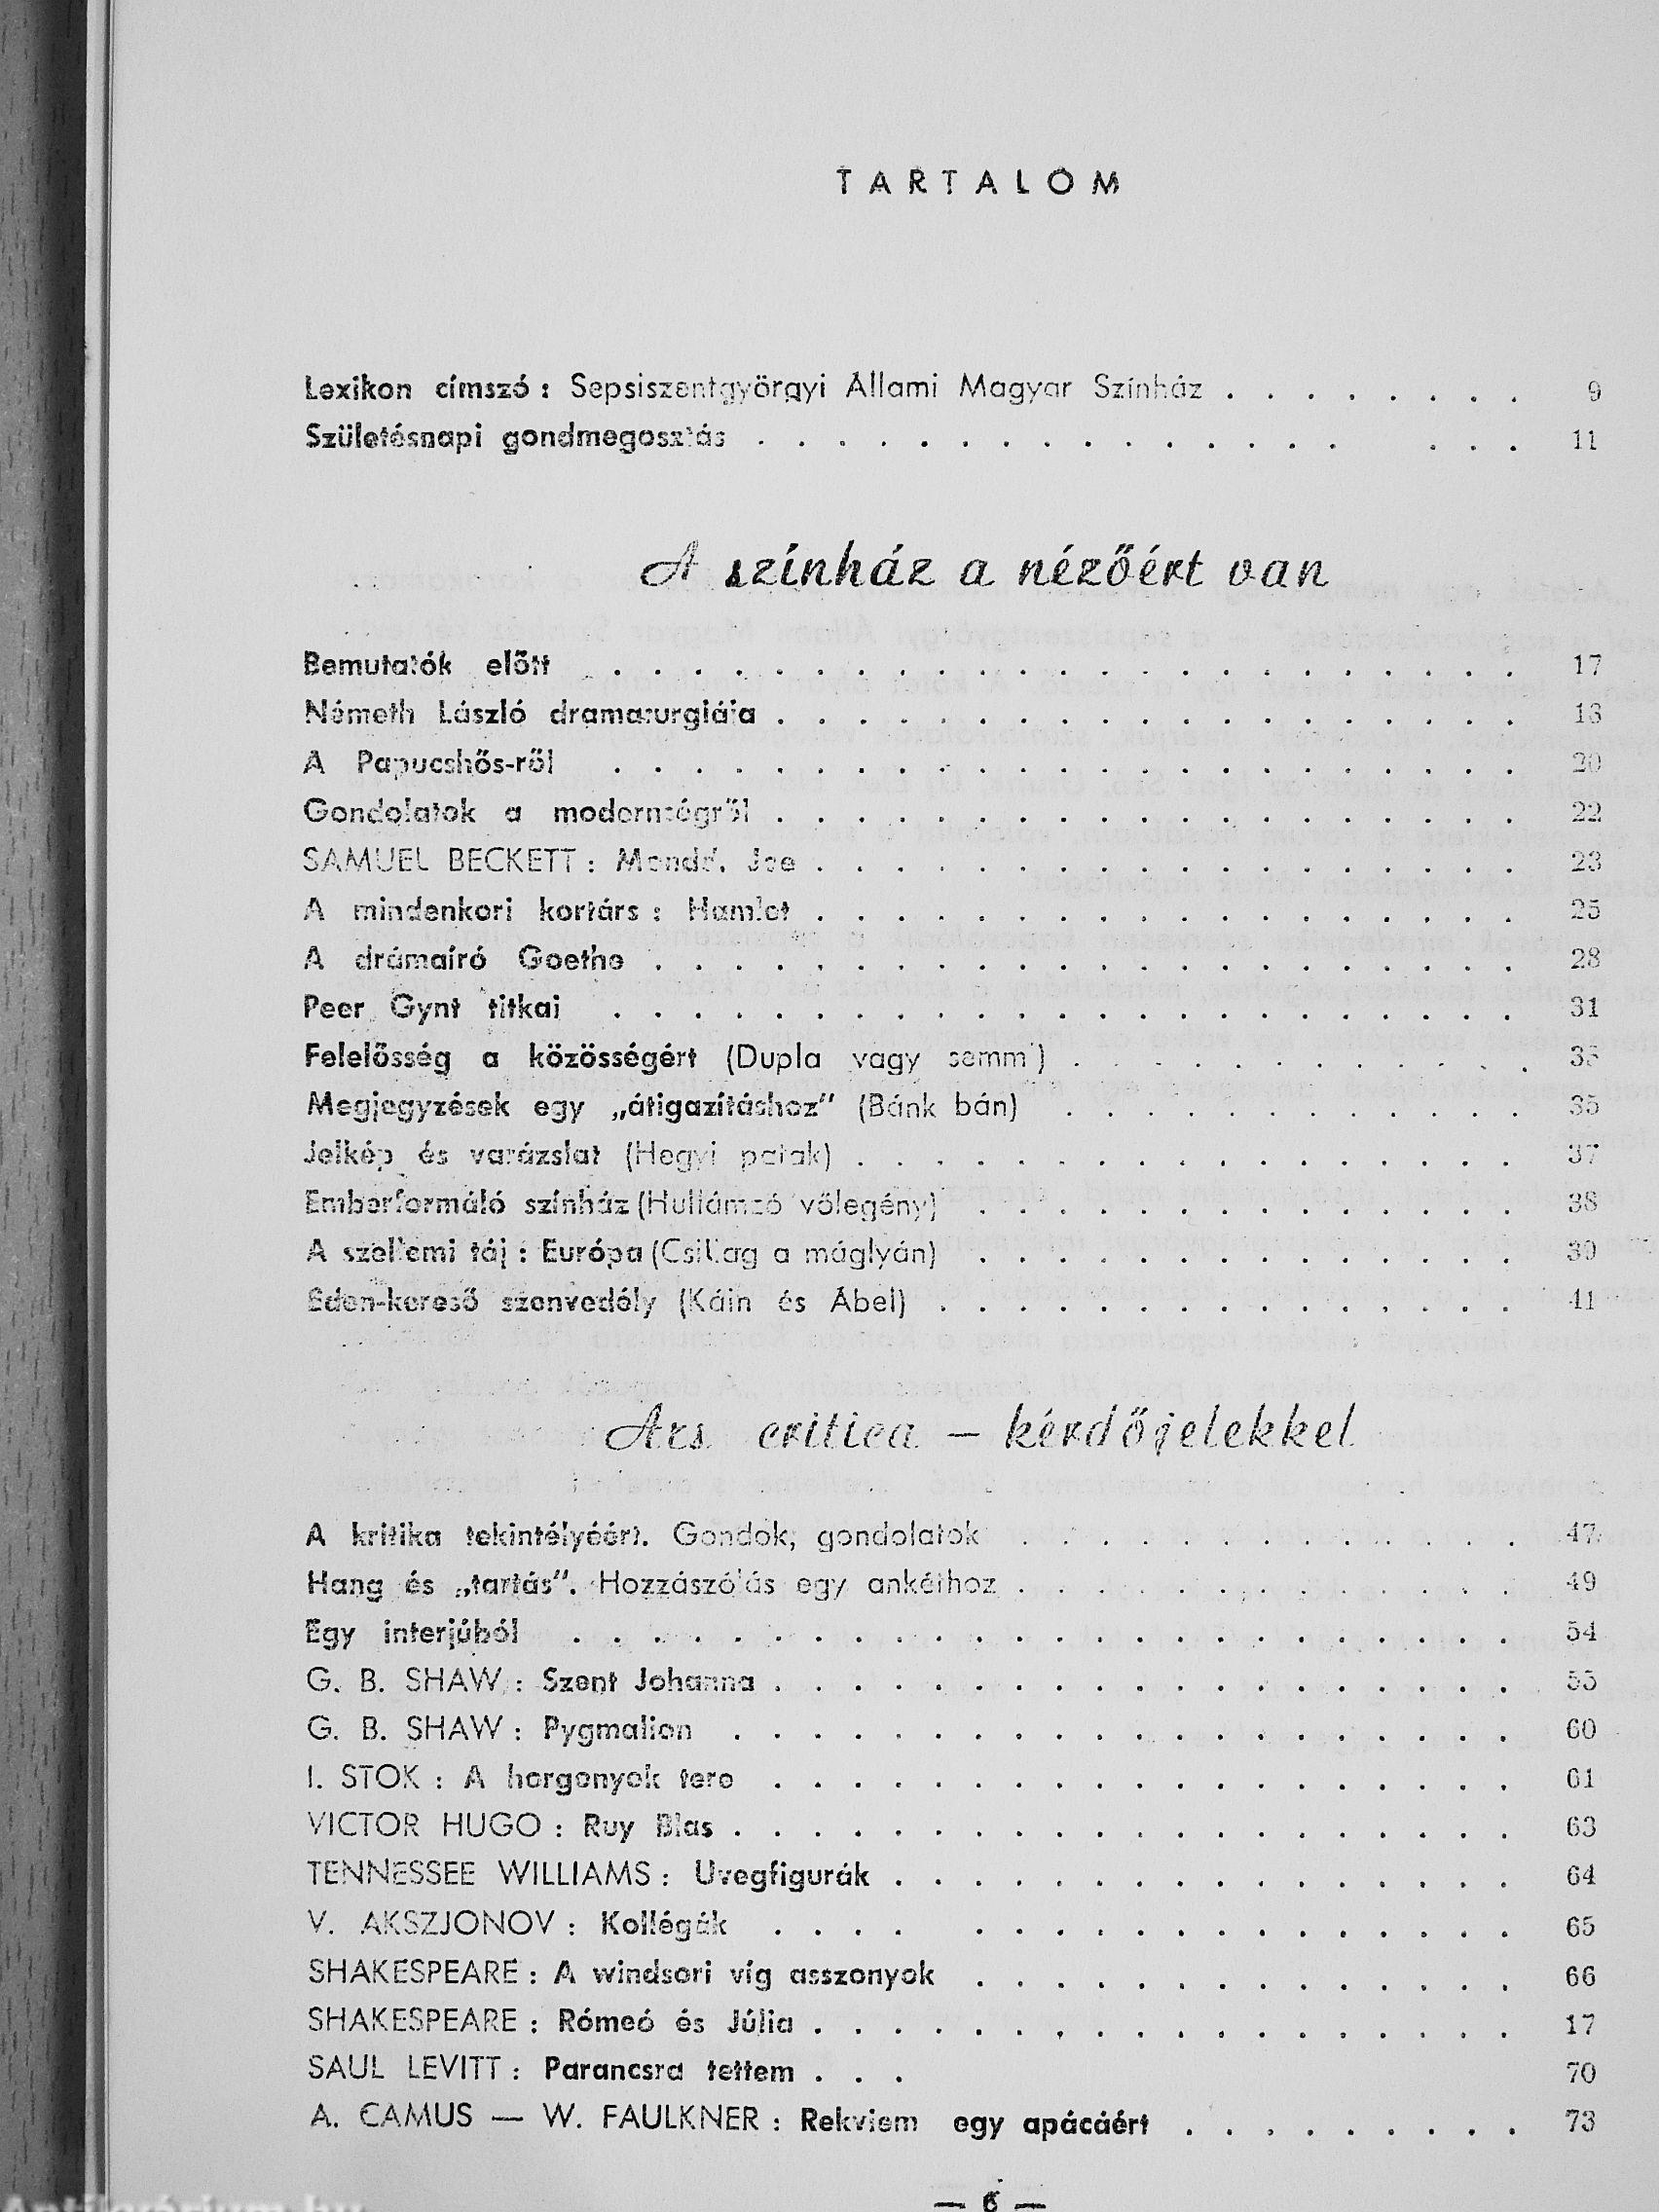 TARTALOM
Lexikon címszó : Sepsiszentgyörgyi Állami Magyar Színház . . . . . . . . 9
Születésnapi gondmegosztás . . . . . . . . . . . . . . . . . . 11
A színház a nézőért van
Bemutatók előtt . . . . . . . . . . . . . . . . . . . . . . . . 17
Németh László dramaturgiája . . . . . . . . . . . . . . . . . . . 18
A Papucshős-ről . . . . . . . . . . . . . . . . . . . . . . . 20
Gondolatok a modernségről . . . . . . . . . . . . . . . . . . . 22
SAMUEL BECKETT : Mondd, Joe . . . . . . . . . . . . . . . . . . 23
A mindenkori kortárs : Hamlet . . . . . . . . . . . . . . . . . . 25
A drámaíró Goethe . . . . . . . . . . . . . . . . . . . . . . 28
Peer Gynt titkai . . . . . . . . . . . . . . . . . . . . . . . 31
Felelősség a közösségért (Dupla vagy semmi) . . . . . . . . . . . .
Megjegyzések egy „átigazításhoz" (Bánk bán) . . . . . . . . . . . . 35
Jelkép és varázslat (Hegyi patak) . . . . . . . . . . . . . . . . . 37
Emberformáló színház (Hullámzó vőlegény) . . . . . . . . . . . . . . 38
A szellemi táj : Európa (Csillag a máglyán) . . . . . . . . . . . . . . 39
Éden-kereső szenvedély (Káin és Ábel) . . . . . . . . . . . . . . . 41
Ars critica – kérdőjelekkel
A kritika tekintélyéért. Gondok, gondolatok . . . . . . . . . . . . . 47
Hang és „tartás". Hozzászólás egy ankéthoz . . . . . . . . . . . . . 49
Egy interjúból . . . . . . . . . . . . . . . . . . . . . . . . 54
G. B. SHAW : Szent Johanna . . . . . . . . . . . . . . . . . . . 55
G. B. SHAW : Pygmalion . . . . . . . . . . . . . . . . . . . . 60
I. STOK : A horgonyok tere . . . . . . . . . . . . . . . . . . . 61
VICTOR HUGO : Ruy Blas . . . . . . . . . . . . . . . . . . . . 63
TENNESSEE WILLIAMS : Uvegfigurák . . . . . . . . . . . . . . . . 64
V. AKSZJONOV : Kollégák . . . . . . . . . . . . . . . . . . 65
SHAKESPEARE : A windsori víg asszonyok . . . . . . . . . . . . . . 66
SHAKESPEARE : Rómeó és Júlia . . . . . . . . . . . . . . . . . . 17
SAUL LEVITT : Parancsra tettem . . . 70
A. CAMUS — W. FAULKNER : Rekviem egy apácáért . . . . . . . . . 73
— 6 —